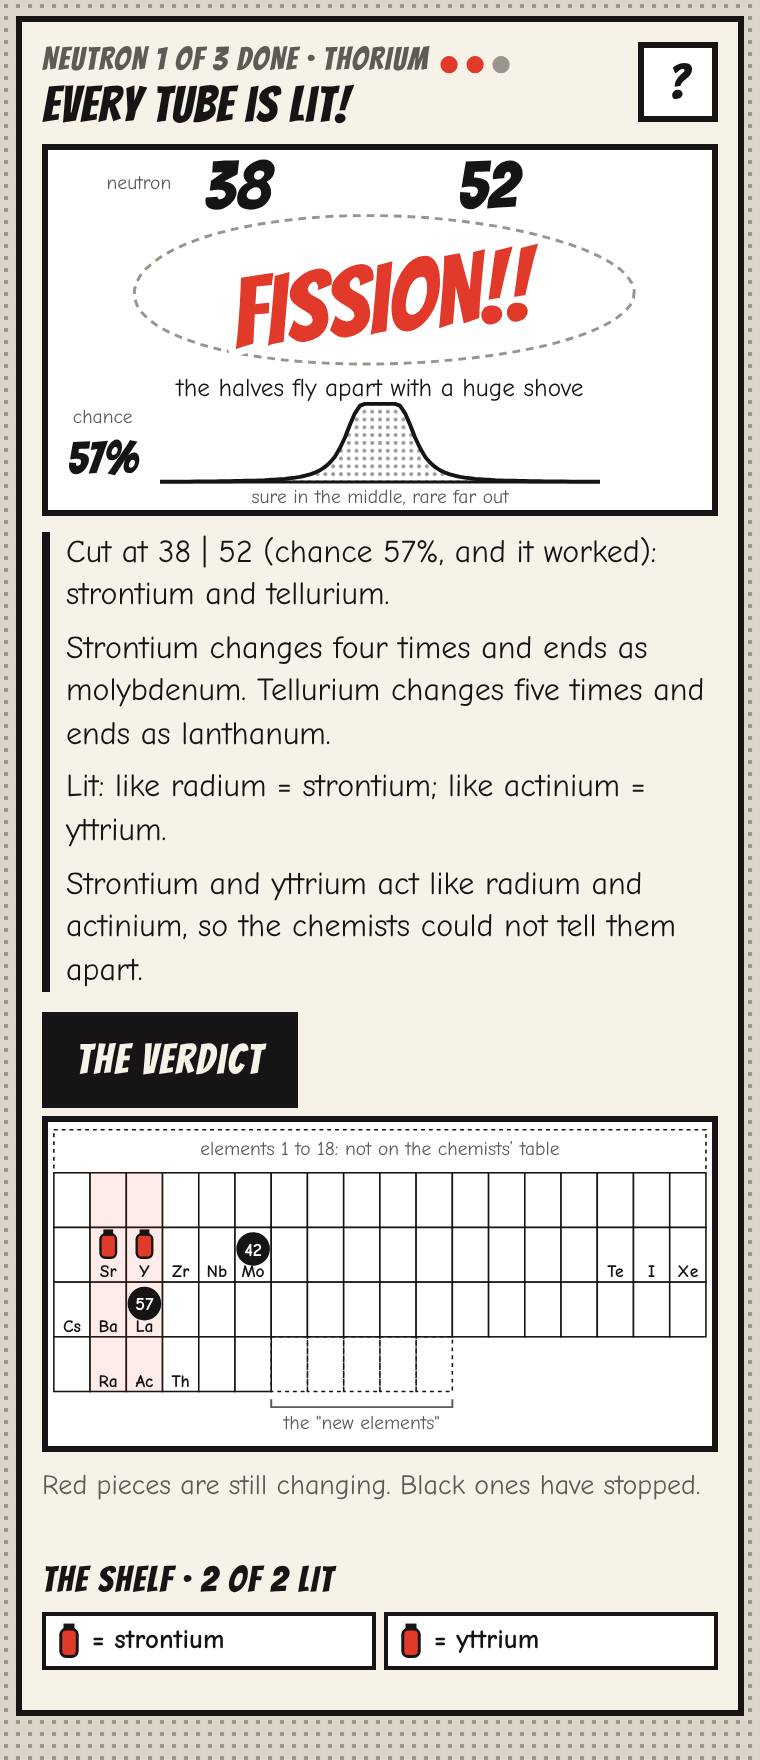 NEUTRON 1 OF 3 DONE · THORIUM
EVERY TUBE IS LIT!
?
neutron
38
52
FISSION!!
the halves fly apart with a huge shove
chance
57%
sure in the middle, rare far out
Cut at 38 | 52 (chance 57%, and it worked):
strontium and tellurium.
Strontium changes four times and ends as
molybdenum. Tellurium changes five times and
ends as lanthanum.
Lit: like radium = strontium; like actinium =
yttrium.
Strontium and yttrium act like radium and
actinium, so the chemists could not tell them
apart.
THE VERDICT
elements 1 to 18: not on the chemists' table
42
Sr Y Zr Nb Mo Te I Xe
57
Cs Ba La
Ra Ac Th
the "new elements"
Red pieces are still changing. Black ones have stopped.
THE SHELF · 2 OF 2 LIT
= strontium
= yttrium